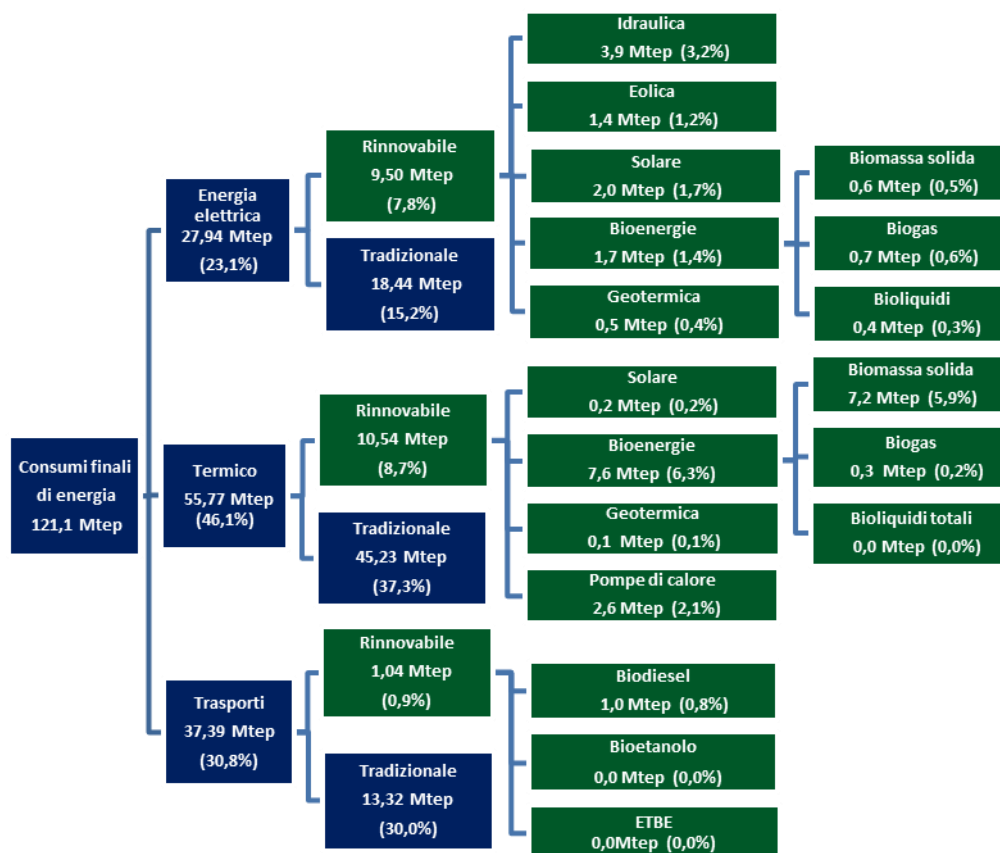 Consumi finali
di energia
121,1 Mtep
Energia
elettrica
27,94 Mtep
(23,1%)
Rinnovabile
9,50 Mtep
(7,8%)
Tradizionale
18,44 Mtep
(15,2%)
Idraulica
3,9 Mtep (3,2%)
Eolica
1,4 Mtep (1,2%)
Solare
2,0 Mtep (1,7%)
Bioenergie
1,7 Mtep (1,4%)
Geotermica
0,5 Mtep (0,4%)
Biomassa solida
0,6 Mtep (0,5%)
Biogas
0,7 Mtep (0,6%)
Bioliquidi
0,4 Mtep (0,3%)
Termico
55,77 Mtep
(46,1%)
Rinnovabile
10,54 Mtep
(8,7%)
Tradizionale
45,23 Mtep
(37,3%)
Solare
0,2 Mtep (0,2%)
Bioenergie
7,6 Mtep (6,3%)
Geotermica
0,1 Mtep (0,1%)
Pompe di calore
2,6 Mtep (2,1%)
Biomassa solida
7,2 Mtep (5,9%)
Biogas
0,3 Mtep (0,2%)
Bioliquidi totali
0,0 Mtep (0,0%)
Trasporti
37,39 Mtep
(30,8%)
Rinnovabile
1,04 Mtep
(0,9%)
Tradizionale
13,32 Mtep
(30,0%)
Biodiesel
1,0 Mtep (0,8%)
Bioetanolo
0,0 Mtep (0,0%)
ETBE
0,0Mtep (0,0%)